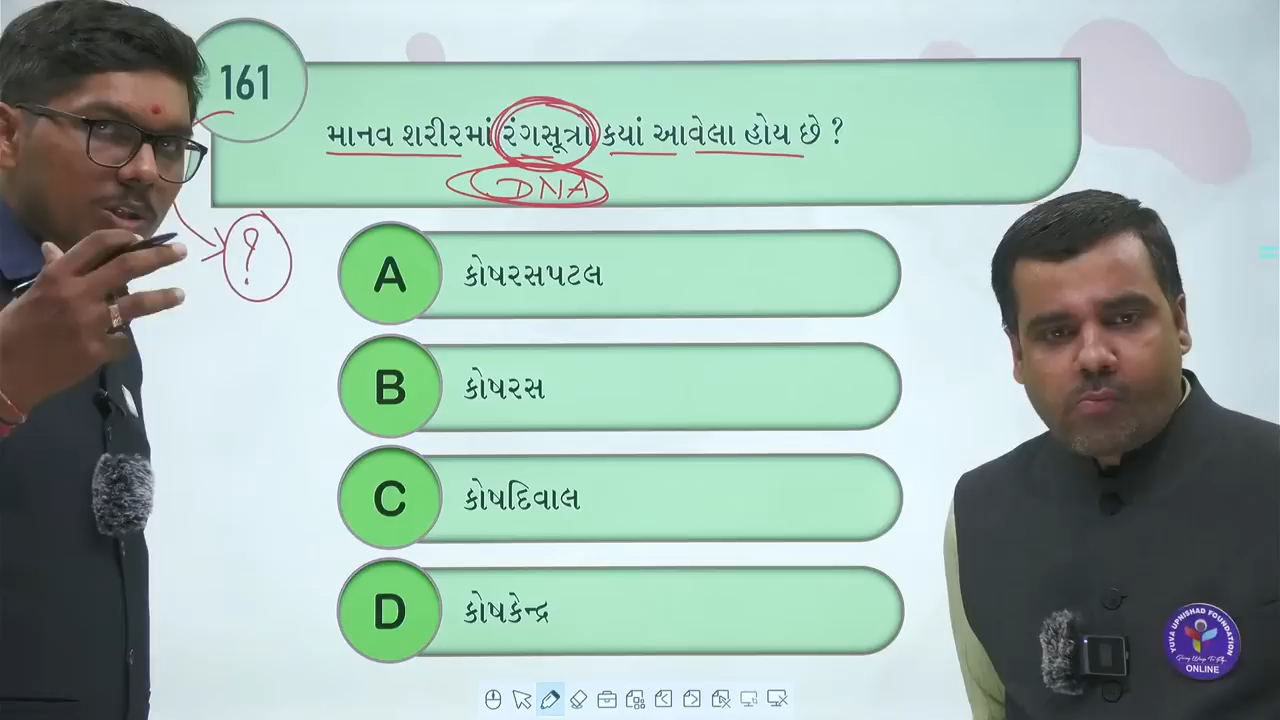 161
માનવ શરીરમાં રંગસૂત્રો કયાં આવેલા હોય છે ?
DNA
?
A કોષરસપટલ
B કોષરસ
C કોષદિવાલ
D કોષકેન્દ્ર
YUVA UPNISHAD FOUNDATION
ONLINE